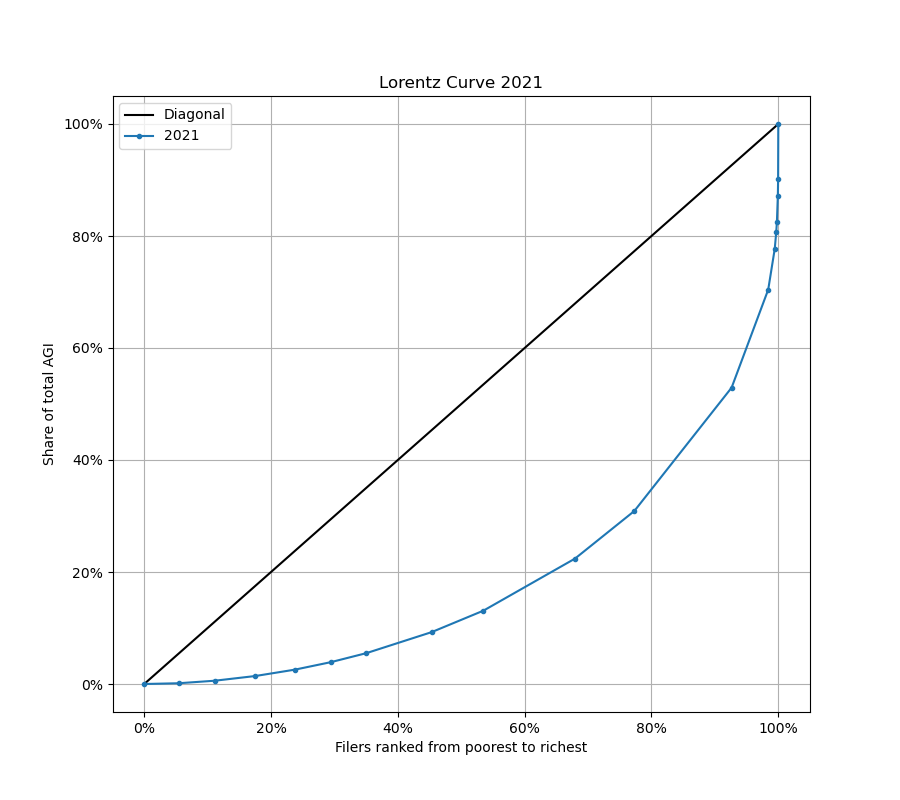 Lorentz Curve 2021
Diagonal
2021
100%
80%
60%
40%
20%
0%
Share of total AGI
0% 20% 40% 60% 80% 100%
Filers ranked from poorest to richest